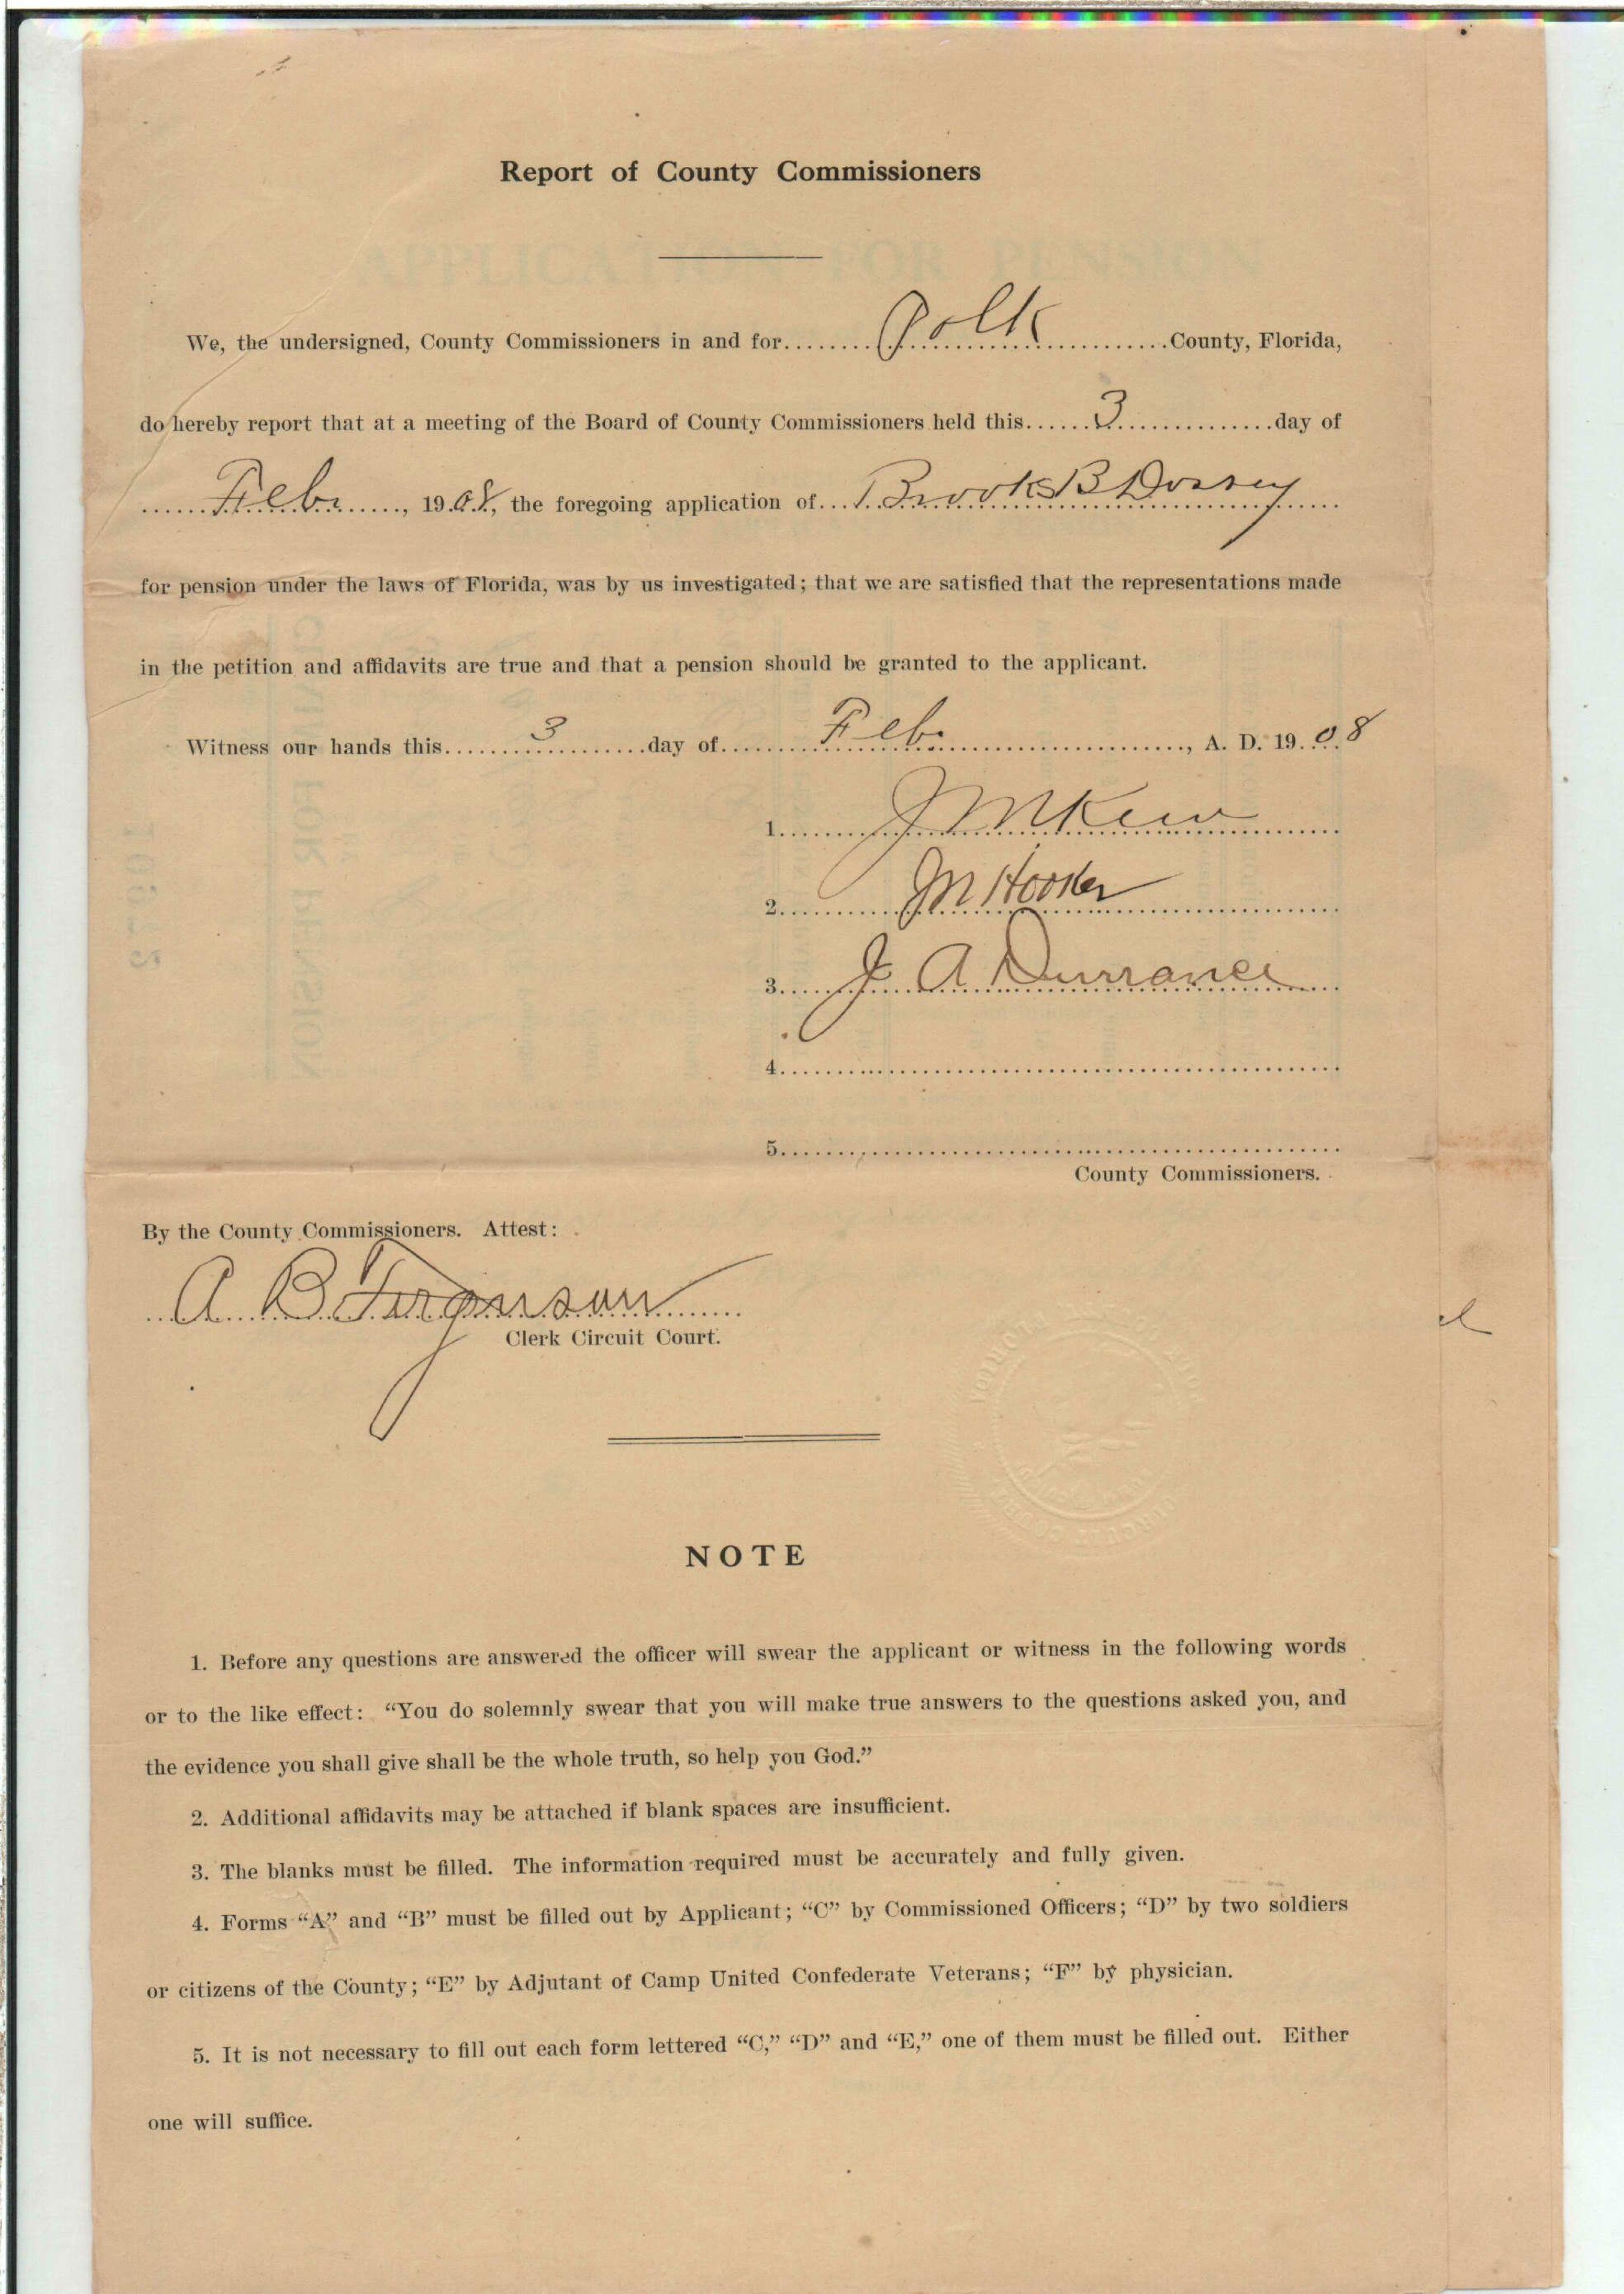 Report of County Commissioners
We, the undersigned, County Commissioners in and for........Polk............County, Florida,
do hereby report that at a meeting of the Board of County Commissioners held this......3...............day of
......Feb......, 1908, the foregoing application of...Brooks B Dossey......
for pension under the laws of Florida, was by us investigated; that we are satisfied that the representations made
in the petition and affidavits are true and that a pension should be granted to the applicant.
Witness our hands this.......3..........day of........Feb......................, A. D. 19.08
1.
2. J M Hooker
3. J. A Durrance
4.
5.
County Commissioners.
By the County Commissioners. Attest:
A. B. Ferguson
Clerk Circuit Court.
NOTE
1. Before any questions are answered the officer will swear the applicant or witness in the following words
or to the like effect: “You do solemnly swear that you will make true answers to the questions asked you, and
the evidence you shall give shall be the whole truth, so help you God.”
2. Additional affidavits may be attached if blank spaces are insufficient.
3. The blanks must be filled. The information required must be accurately and fully given.
4. Forms “A” and “B” must be filled out by Applicant; “C” by Commissioned Officers; “D” by two soldiers
or citizens of the County; “E” by Adjutant of Camp United Confederate Veterans; “F” by physician.
5. It is not necessary to fill out each form lettered “C,” “D” and “E,” one of them must be filled out. Either
one will suffice.